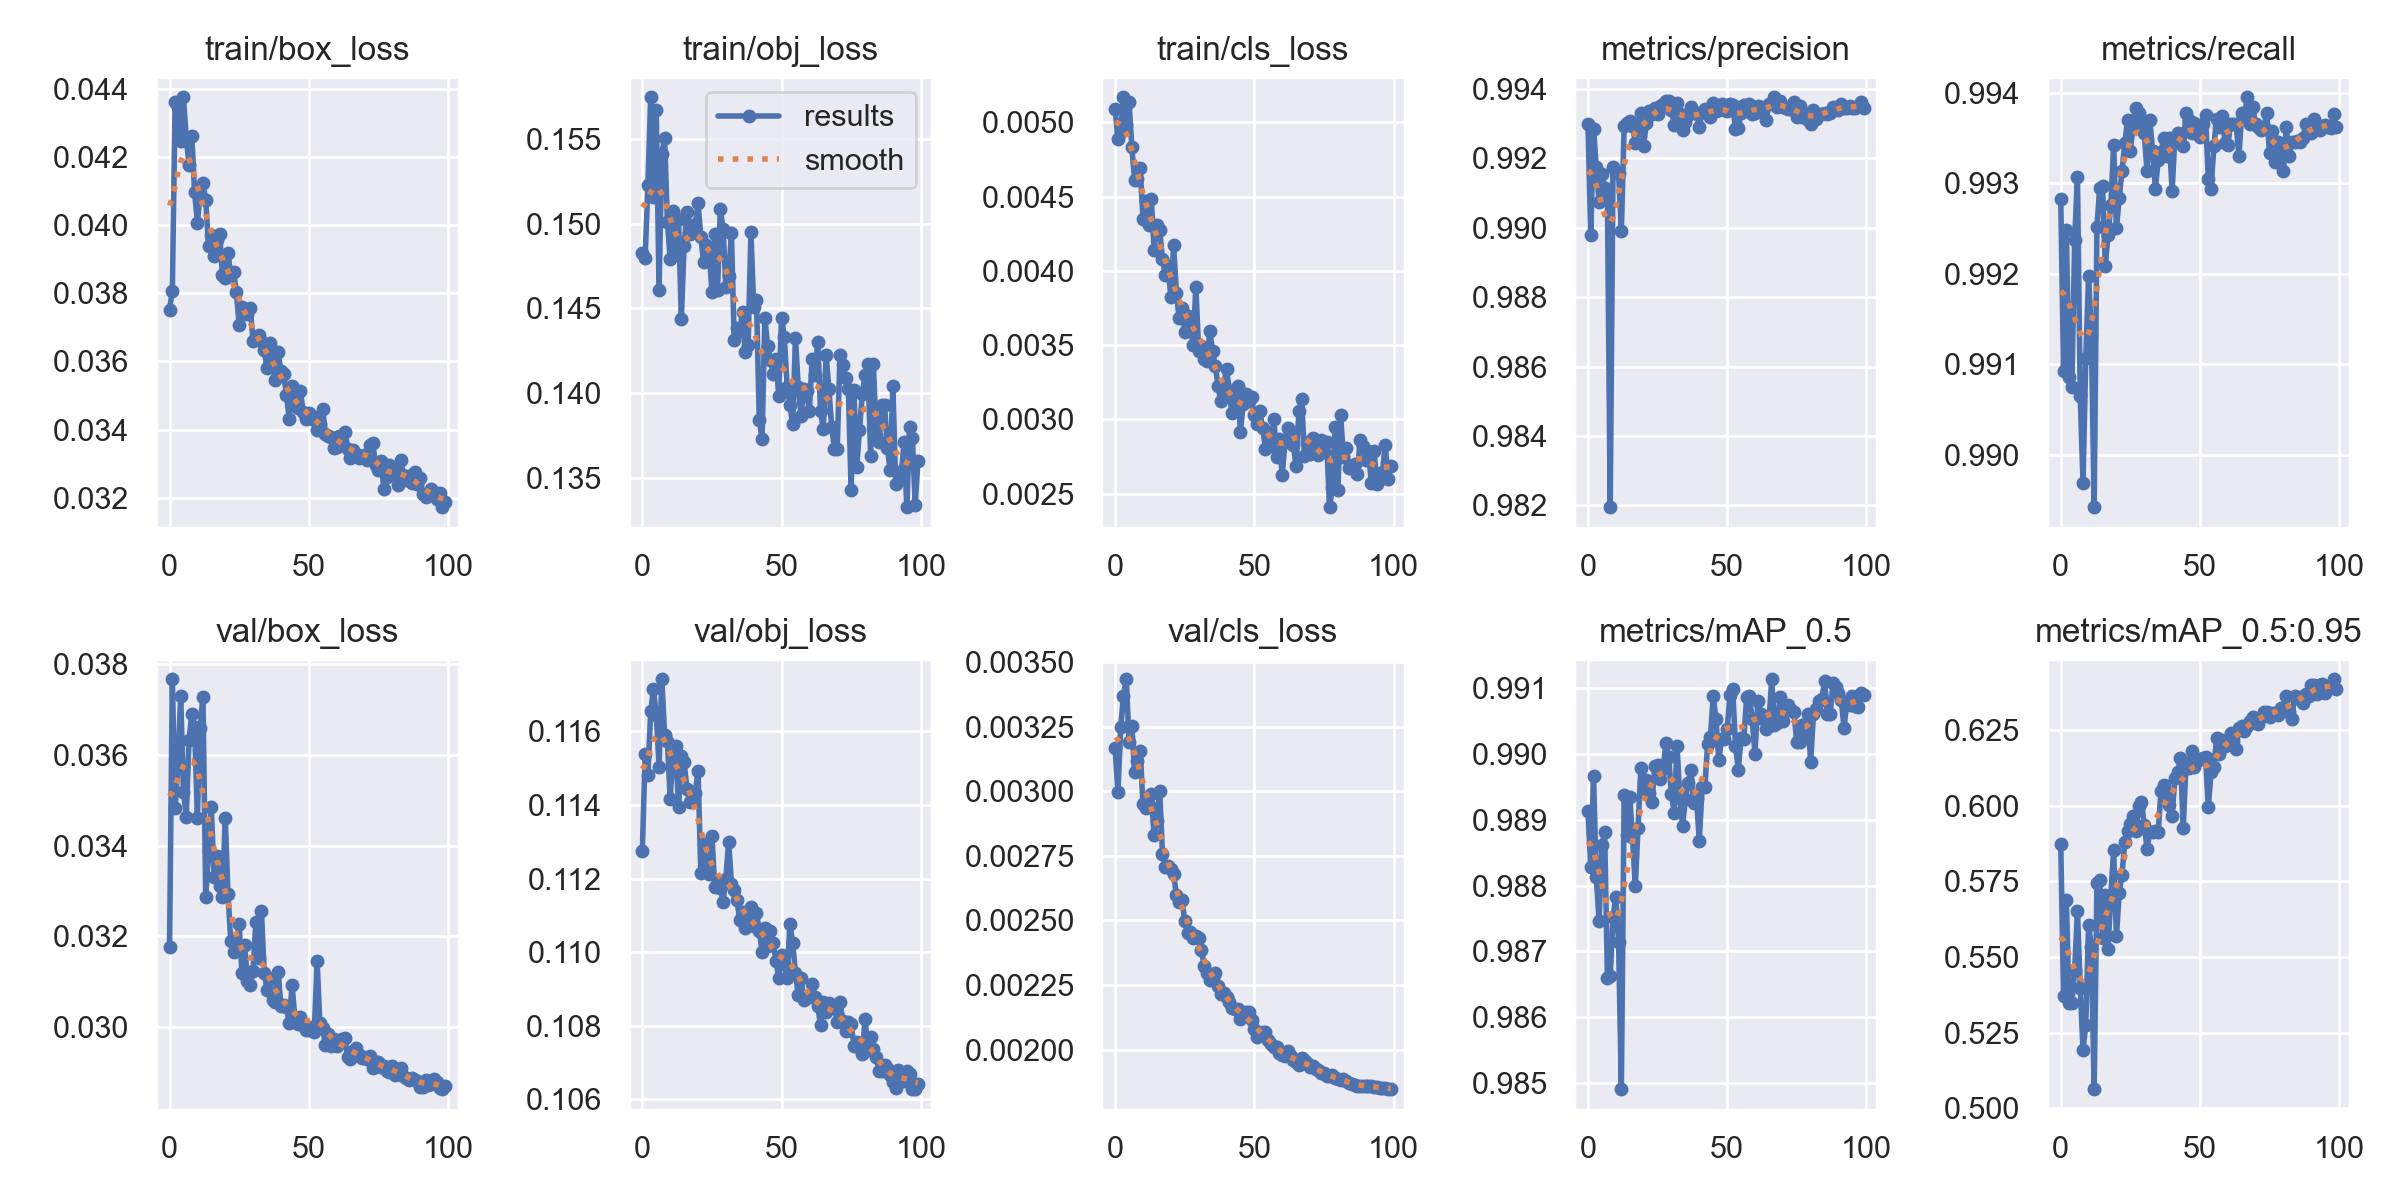 train/box_loss
0.044
0.042
0.040
0.038
0.036
0.034
0.032
0 50 100
train/obj_loss
results
smooth
0.155
0.150
0.145
0.140
0.135
0 50 100
train/cls_loss
0.0050
0.0045
0.0040
0.0035
0.0030
0.0025
0 50 100
metrics/precision
0.994
0.992
0.990
0.988
0.986
0.984
0.982
0 50 100
metrics/recall
0.994
0.993
0.992
0.991
0.990
0 50 100
val/box_loss
0.038
0.036
0.034
0.032
0.030
0 50 100
val/obj_loss
0.116
0.114
0.112
0.110
0.108
0.106
0 50 100
val/cls_loss
0.00350
0.00325
0.00300
0.00275
0.00250
0.00225
0.00200
0 50 100
metrics/mAP_0.5
0.991
0.990
0.989
0.988
0.987
0.986
0.985
0 50 100
metrics/mAP_0.5:0.95
0.625
0.600
0.575
0.550
0.525
0.500
0 50 100